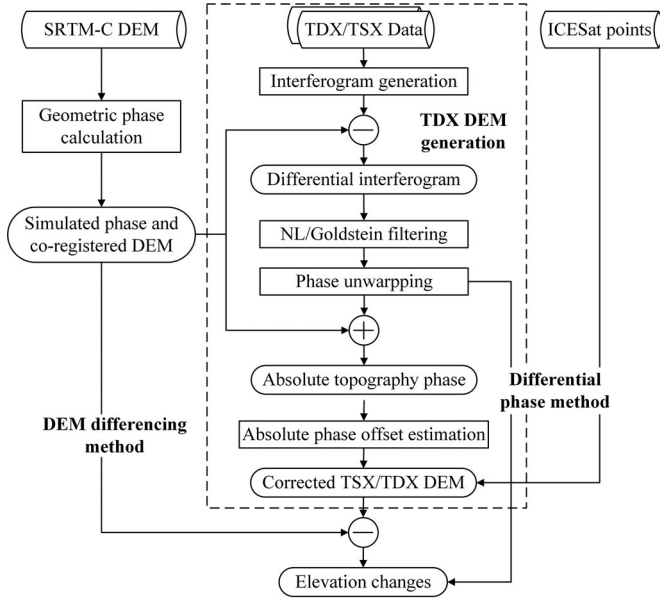 SRTM-C DEM
TDX/TSX Data
ICESat points
Interferogram generation
Geometric phase
calculation
TDX DEM
generation
Differential interferogram
Simulated phase and
co-registered DEM
NL/Goldstein filtering
Phase unwarpping
Absolute topography phase
Differential
phase method
DEM differencing
method
Absolute phase offset estimation
Corrected TSX/TDX DEM
Elevation changes